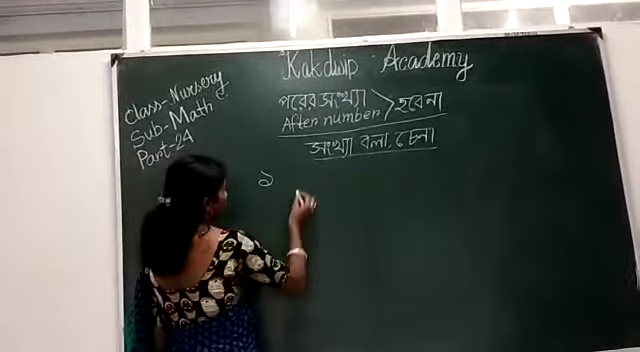 Kakdwip Academy
Class-Nursery
Sub-Math
Part-24
পরের সংখ্যা
After number > হবেনা
সংখ্যা বলা, চেনা
১